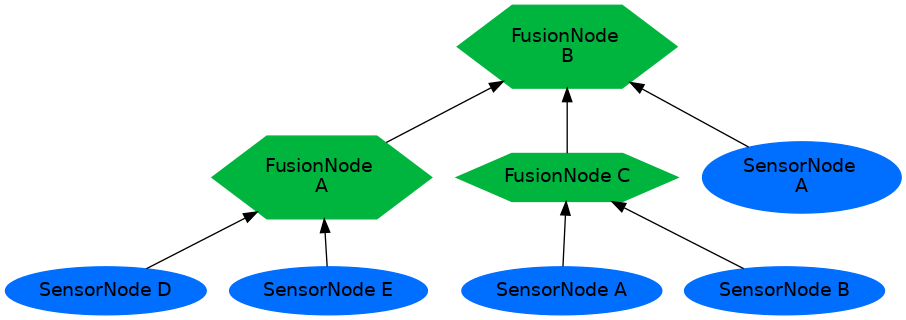 FusionNode
B
FusionNode
A
FusionNode C
SensorNode
A
SensorNode D
SensorNode E
SensorNode A
SensorNode B